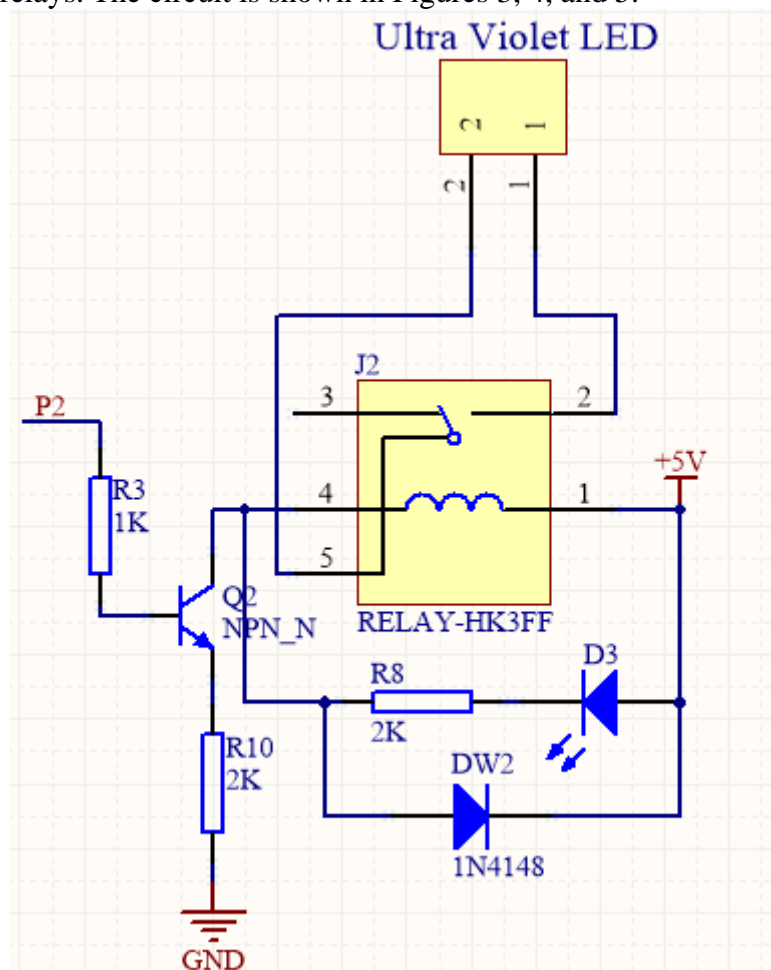 relays. The circuit is shown in Figures 3, 4, and 5.
Ultra Violet LED
2 1
2 1
J2
3 2
P2
+5V
R3
1K
4 1
5
Q2
NPN_N
RELAY-HK3FF
D3
R8
2K
R10
2K
DW2
1N4148
GND